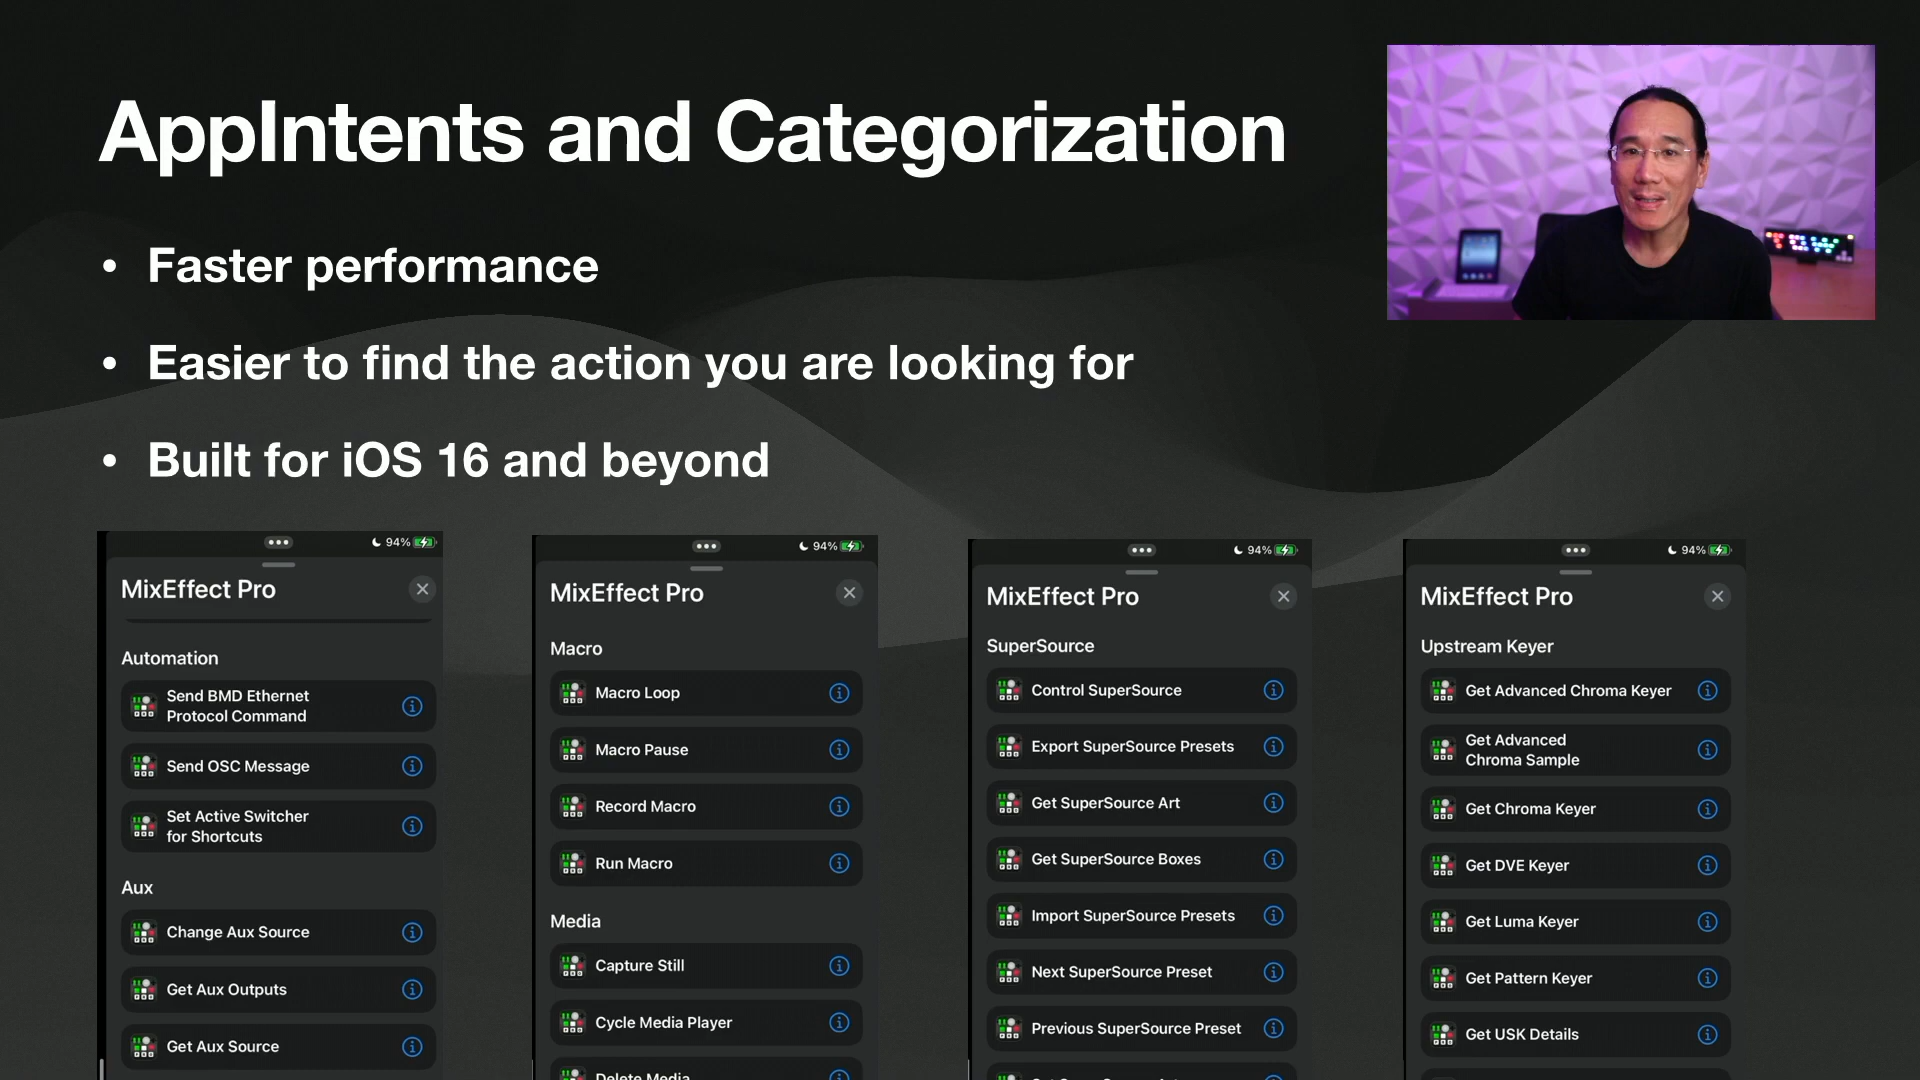 AppIntents and Categorization
• Faster performance
• Easier to find the action you are looking for
• Built for iOS 16 and beyond
94%
MixEffect Pro
Automation
Send BMD Ethernet
Protocol Command
Send OSC Message
Set Active Switcher
for Shortcuts
Aux
Change Aux Source
Get Aux Outputs
Get Aux Source
94%
MixEffect Pro
Macro
Macro Loop
Macro Pause
Record Macro
Run Macro
Media
Capture Still
Cycle Media Player
Delete Media
94%
MixEffect Pro
SuperSource
Control SuperSource
Export SuperSource Presets
Get SuperSource Art
Get SuperSource Boxes
Import SuperSource Presets
Next SuperSource Preset
Previous SuperSource Preset
94%
MixEffect Pro
Upstream Keyer
Get Advanced Chroma Keyer
Get Advanced
Chroma Sample
Get Chroma Keyer
Get DVE Keyer
Get Luma Keyer
Get Pattern Keyer
Get USK Details